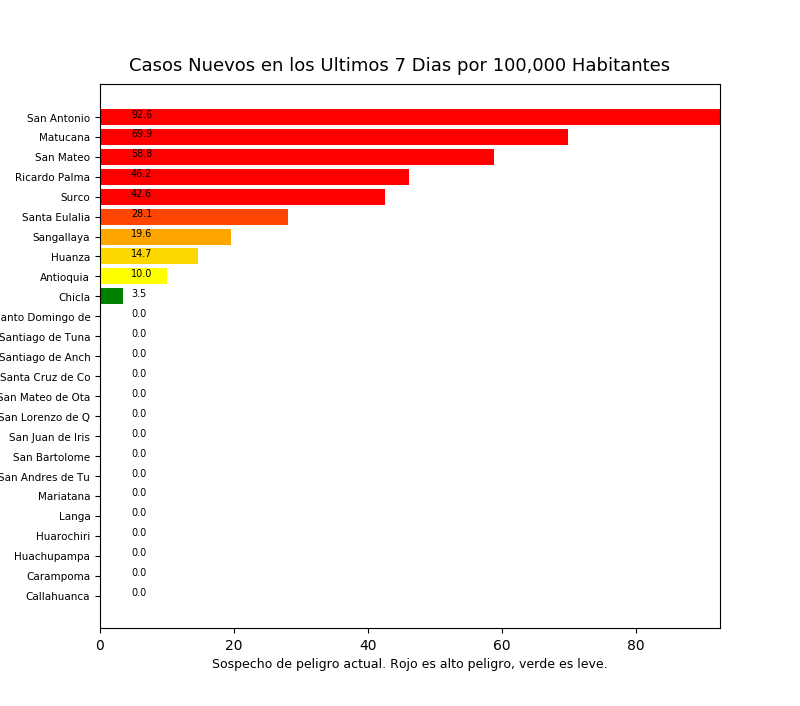 Casos Nuevos en los Ultimos 7 Dias por 100,000 Habitantes
San Antonio 92.6
Matucana 69.9
San Mateo 58.8
Ricardo Palma 46.2
Surco 42.6
Santa Eulalia 28.1
Sangallaya 19.6
Huanza 14.7
Antioquia 10.0
Chicla 3.5
anto Domingo de 0.0
Santiago de Tuna 0.0
Santiago de Anch 0.0
Santa Cruz de Co 0.0
San Mateo de Ota 0.0
San Lorenzo de Q 0.0
San Juan de Iris 0.0
San Bartolome 0.0
San Andres de Tu 0.0
Mariatana 0.0
Langa 0.0
Huarochiri 0.0
Huachupampa 0.0
Carampoma 0.0
Callahuanca 0.0
0 20 40 60 80
Sospecho de peligro actual. Rojo es alto peligro, verde es leve.